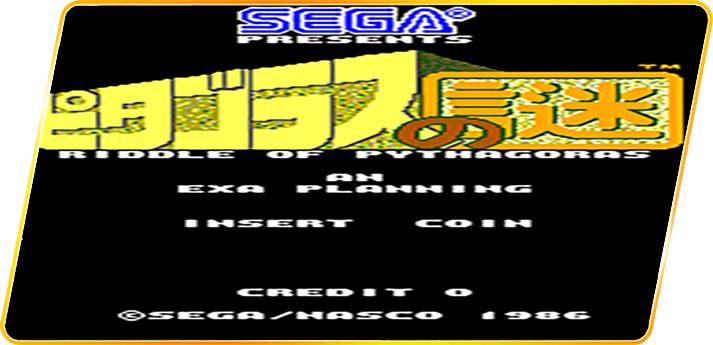 SEGA®
PRESENTS
ピタゴラスの謎 ™
RIDDLE OF PYTHAGORAS
AN
EXA PLANNING
INSERT COIN
CREDIT 0
©SEGA/NASCO 1986